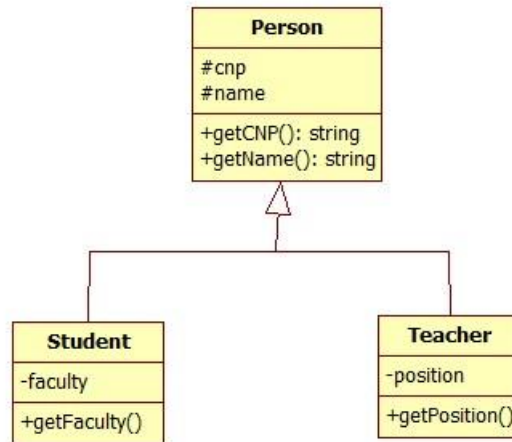 Person
#cnp
#name
+getCNP(): string
+getName(): string
Student
-faculty
+getFaculty()
Teacher
-position
+getPosition()